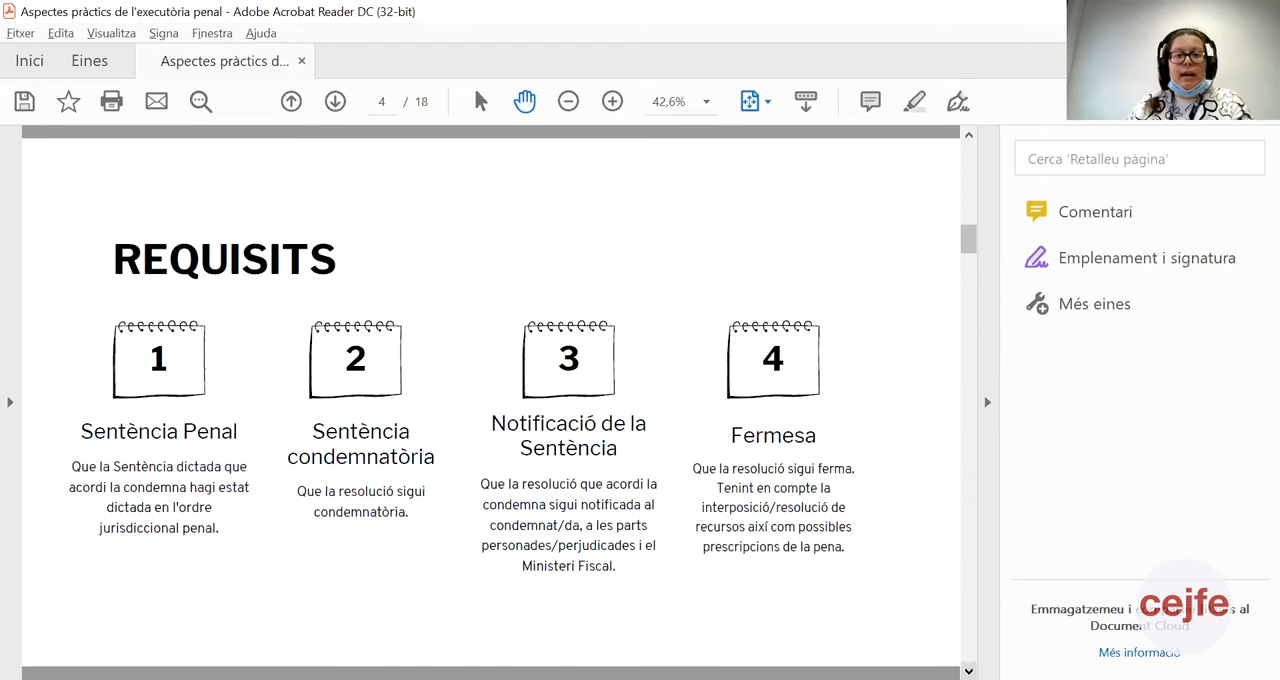 Aspectes pràctics de l'executòria penal - Adobe Acrobat Reader DC (32-bit)
Fitxer Edita Visualitza Signa Finestra Ajuda
Inici Eines Aspectes pràctics d... ×
4 / 18 42,6%
Cerca 'Retalleu pàgina'
Comentari
Emplenament i signatura
Més eines
REQUISITS
1
Sentència Penal
Que la Sentència dictada que
acordi la condemna hagi estat
dictada en l'ordre
jurisdiccional penal.
2
Sentència
condemnatòria
Que la resolució sigui
condemnatòria.
3
Notificació de la
Sentència
Que la resolució que acordi la
condemna sigui notificada al
condemnat/da, a les parts
personades/perjudicades i el
Ministeri Fiscal.
4
Fermesa
Que la resolució sigui ferma.
Tenint en compte la
interposició/resolució de
recursos així com possibles
prescripcions de la pena.
cejfe
Emmagatzemeu i al
Document Cloud
Més informació